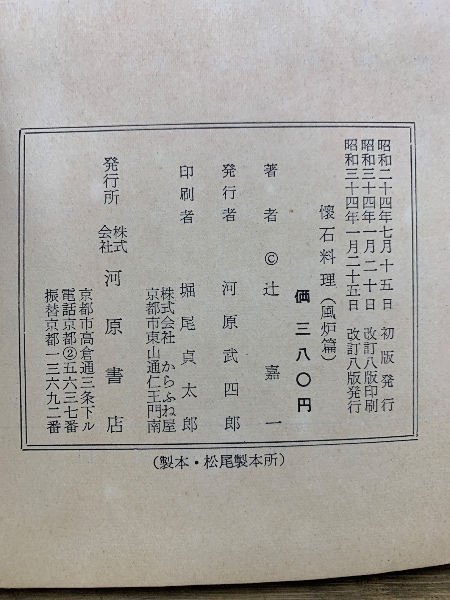 昭和二十四年七月十五日 初版発行
昭和三十四年一月二十日 改訂八版印刷
昭和三十四年一月二十五日 改訂八版発行
懐石料理(風炉篇)
価 三八〇円
著者 ©辻嘉一
発行者 河原武四郎
印刷者 堀尾貞太郎
株式会社 からふね屋
京都市東山通仁王門南
発行所 株式会社 河原書店
京都市高倉通三条下ル
電話京都②五六三七番
振替京都一三六九二番
(製本・松尾製本所)